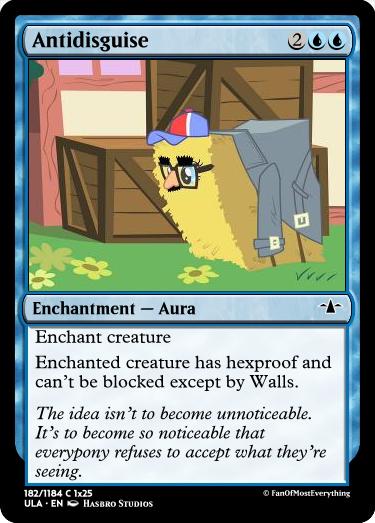 Antidisguise 2
Enchantment — Aura
Enchant creature
Enchanted creature has hexproof and
can't be blocked except by Walls.
The idea isn't to become unnoticeable.
It's to become so noticeable that
everypony refuses to accept what they're
seeing.
182/1184 C 1x25
ULA • EN Hasbro Studios
© FanOfMostEverything